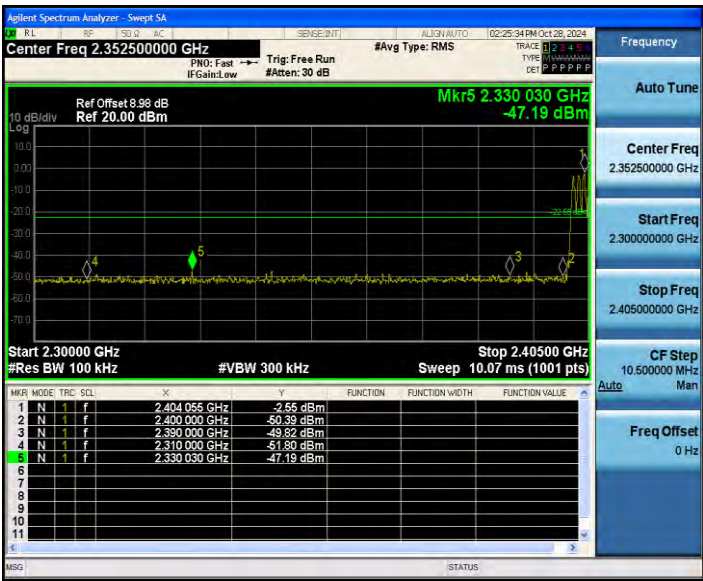 Agilent Spectrum Analyzer - Swept SA
RL RF 50 Ω AC SENSE:INT ALIGN AUTO 02:25:34 PM Oct 28, 2024
Center Freq 2.352500000 GHz #Avg Type: RMS TRACE 1 2 3 4 5 6
PNO: Fast Trig: Free Run TYPE M
IFGain:Low #Atten: 30 dB DET P P P P P P
Frequency
Auto Tune
Center Freq
2.352500000 GHz
Start Freq
2.300000000 GHz
Stop Freq
2.405000000 GHz
CF Step
10.500000 MHz
Auto Man
Freq Offset
0 Hz
Mkr5 2.330 030 GHz
-47.19 dBm
Ref Offset 8.98 dB
10 dB/div Ref 20.00 dBm
Log
10.0
0.00
-10.0
-20.0
-30.0
-40.0
-50.0
-60.0
-70.0
1
2
3
4
5
Start 2.30000 GHz Stop 2.40500 GHz
#Res BW 100 kHz #VBW 300 kHz Sweep 10.07 ms (1001 pts)
MKR MODE TRC SCL X Y FUNCTION FUNCTION WIDTH FUNCTION VALUE
1 N 1 f 2.404 055 GHz -2.55 dBm
2 N 1 f 2.400 000 GHz -50.39 dBm
3 N 1 f 2.390 000 GHz -49.82 dBm
4 N 1 f 2.310 000 GHz -51.80 dBm
5 N 1 f 2.330 030 GHz -47.19 dBm
6
7
8
9
10
11
MSG STATUS